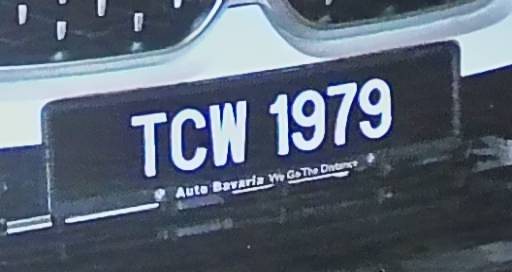 TCW 1979
Auto Bavaria We Go The Distance